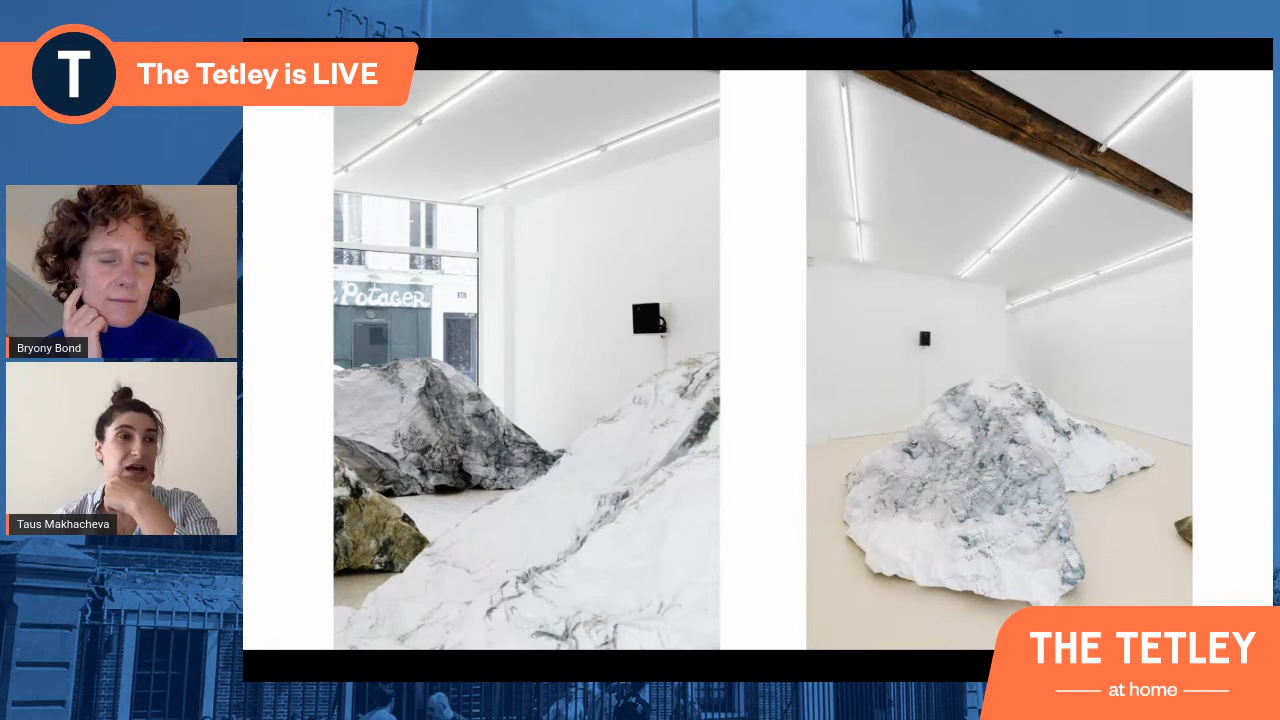 T
The Tetley is LIVE
POTAGER
Bryony Bond
Taus Makhacheva
THE TETLEY
at home